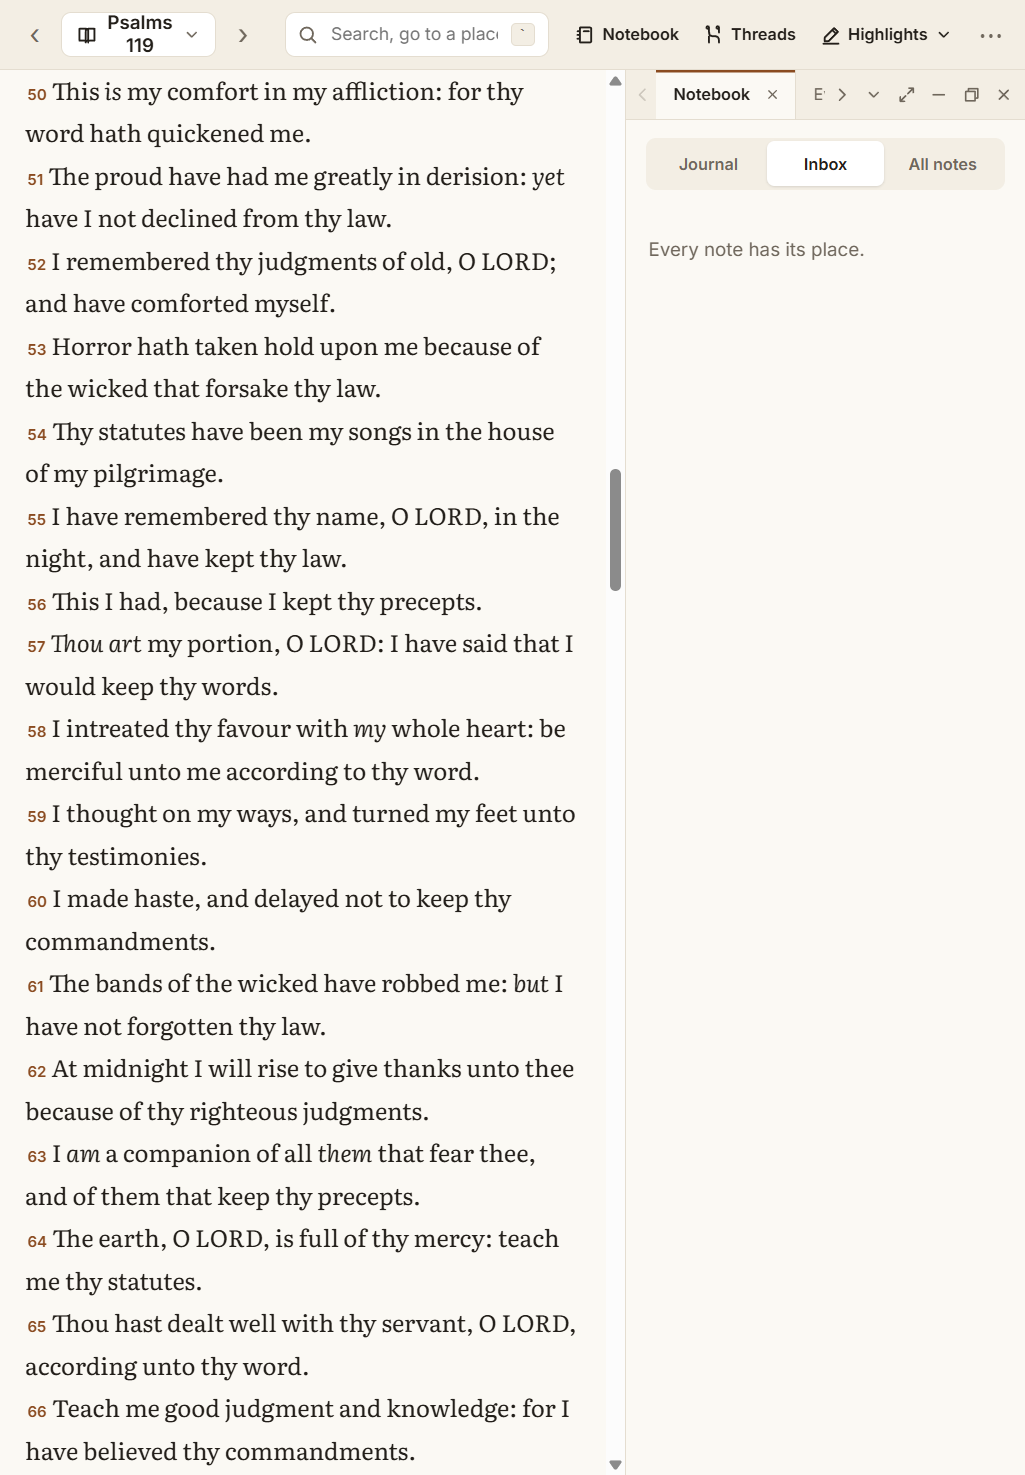 Psalms
119
Search, go to a plac
`
Notebook
Threads
Highlights
50 This is my comfort in my affliction: for thy
word hath quickened me.
51 The proud have had me greatly in derision: yet
have I not declined from thy law.
52 I remembered thy judgments of old, O LORD;
and have comforted myself.
53 Horror hath taken hold upon me because of
the wicked that forsake thy law.
54 Thy statutes have been my songs in the house
of my pilgrimage.
55 I have remembered thy name, O LORD, in the
night, and have kept thy law.
56 This I had, because I kept thy precepts.
57 Thou art my portion, O LORD: I have said that I
would keep thy words.
58 I intreated thy favour with my whole heart: be
merciful unto me according to thy word.
59 I thought on my ways, and turned my feet unto
thy testimonies.
60 I made haste, and delayed not to keep thy
commandments.
61 The bands of the wicked have robbed me: but I
have not forgotten thy law.
62 At midnight I will rise to give thanks unto thee
because of thy righteous judgments.
63 I am a companion of all them that fear thee,
and of them that keep thy precepts.
64 The earth, O LORD, is full of thy mercy: teach
me thy statutes.
65 Thou hast dealt well with thy servant, O LORD,
according unto thy word.
66 Teach me good judgment and knowledge: for I
have believed thy commandments.
Notebook
Journal
Inbox
All notes
Every note has its place.